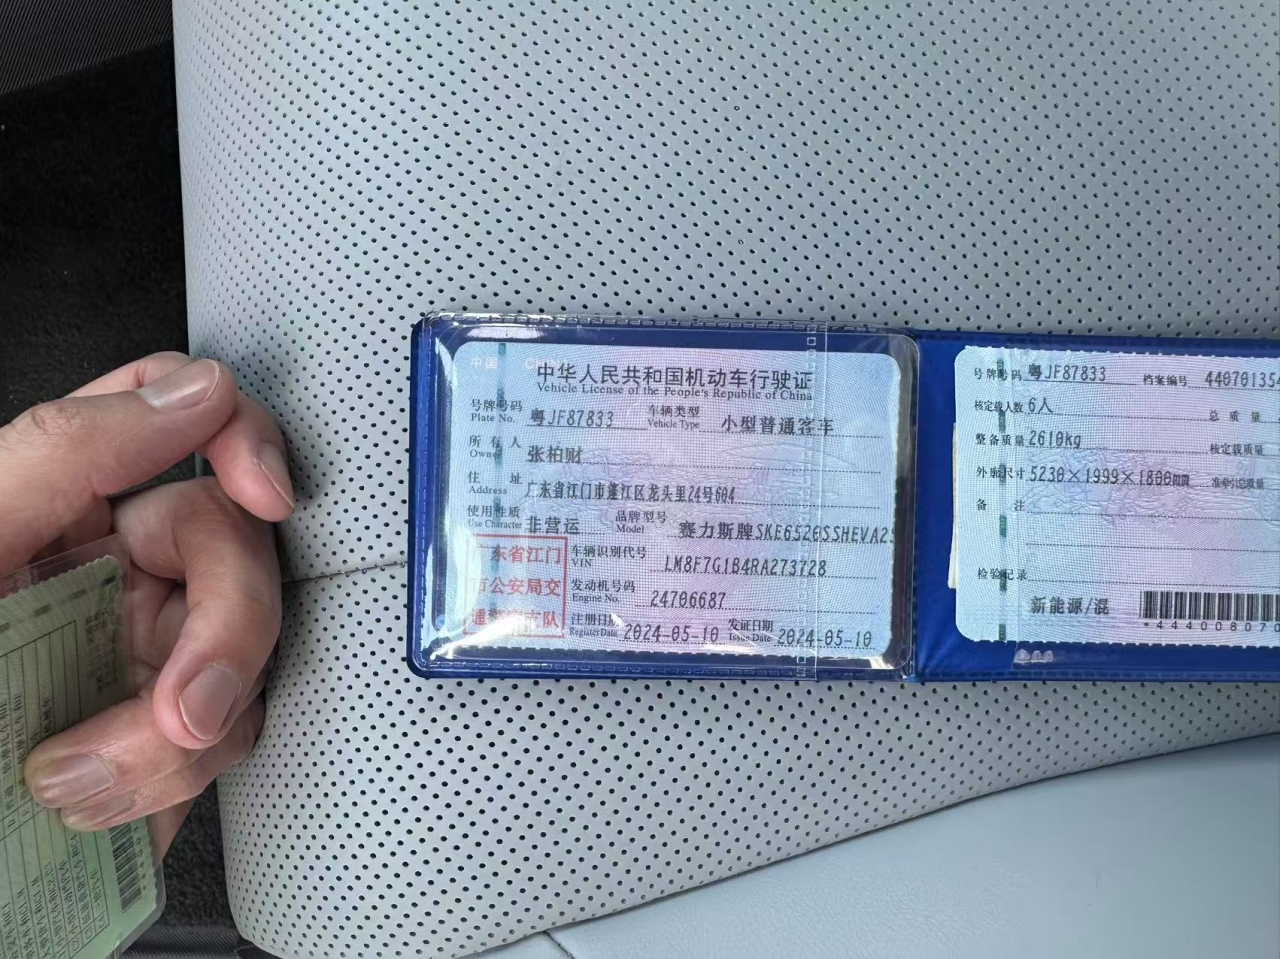 中国 CHINA
中华人民共和国机动车行驶证
Vehicle License of the People's Republic of China
号牌号码 粤JF87833 车辆类型 小型普通客车
Plate No. Vehicle Type
所有人 张柏财
Owner
住址 广东省江门市蓬江区龙头里24号604
Address
使用性质 非营运 品牌型号 赛力斯牌SKE6520SSHEVA2S
Use Character Model
广东省江门
市公安局交
通警察支队
车辆识别代号 LM8F7G1B4RA273728
VIN
发动机号码 24706687
Engine No.
注册日期 2024-05-10 发证日期 2024-05-10
Register Date Issue Date
号牌号码 粤JF87833 档案编号 440701354
核定载人数 6人 总质量
整备质量 2610kg 核定载质量
外廓尺寸 5230×1999×1800mm 准牵引总质量
备注
检验记录
新能源/混
*444008070